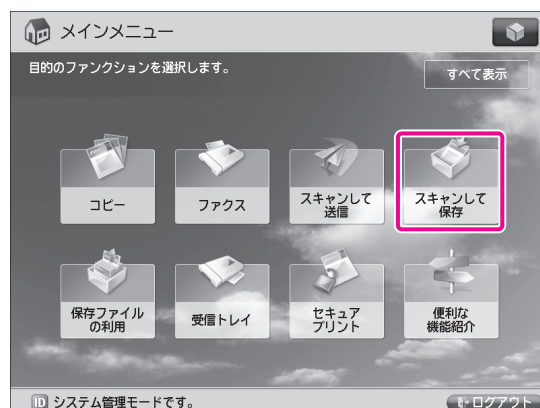 メインメニュー
目的のファンクションを選択します。
すべて表示
コピー
ファクス
スキャンして
送信
スキャンして
保存
保存ファイル
の利用
受信トレイ
セキュア
プリント
便利な
機能紹介
ID システム管理モードです。
ログアウト